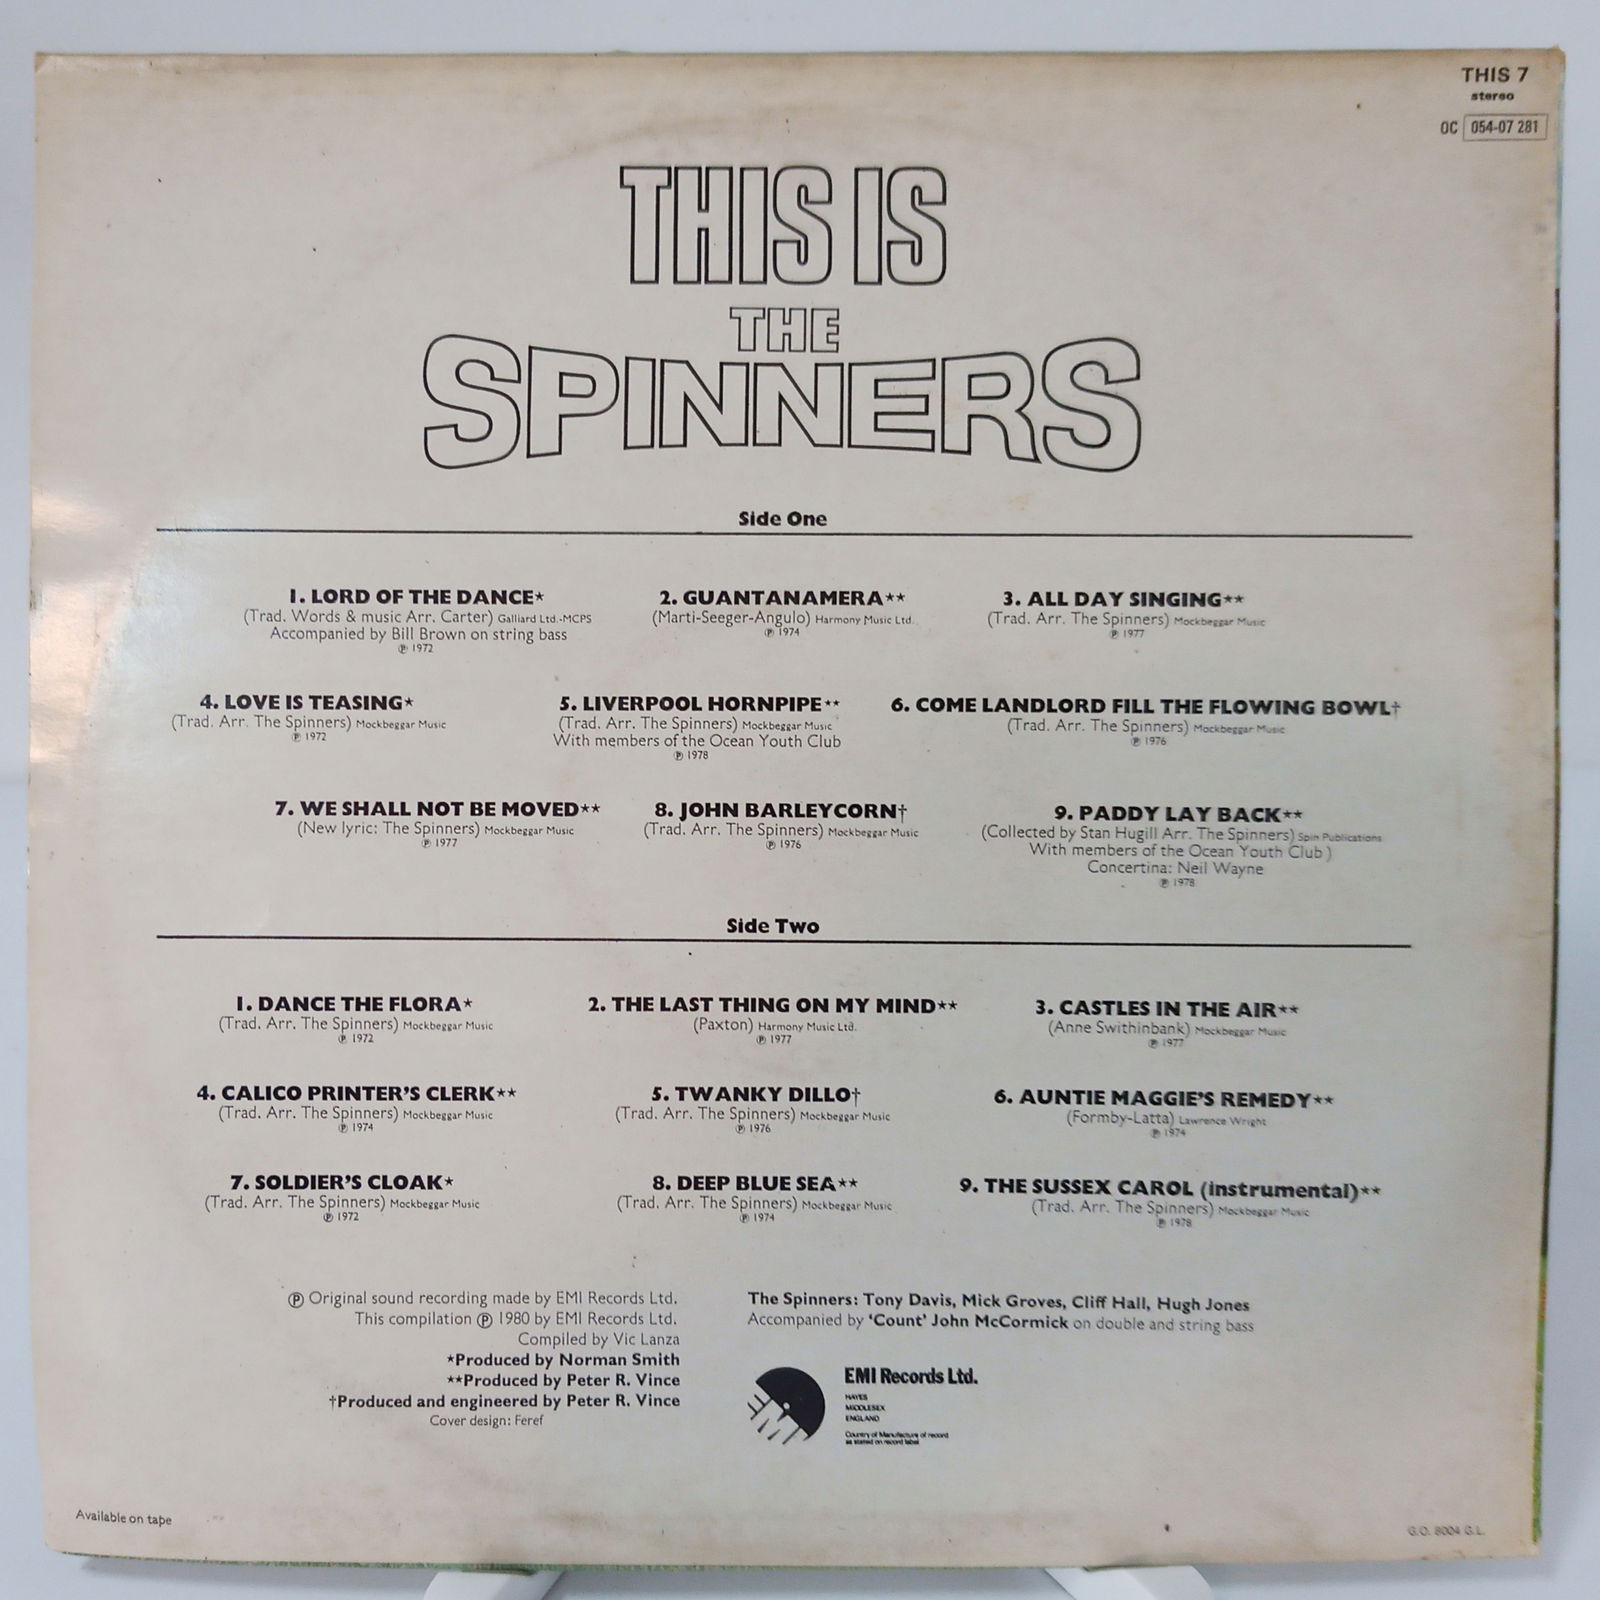 THIS 7
stereo
OC 054-07 281
THIS IS
THE
SPINNERS
Side One
1. LORD OF THE DANCE*
(Trad. Words & music Arr. Carter) Galliard Ltd.-MCPS
Accompanied by Bill Brown on string bass
℗ 1972
2. GUANTANAMERA**
(Marti-Seeger-Angulo) Harmony Music Ltd.
℗ 1974
3. ALL DAY SINGING**
(Trad. Arr. The Spinners) Mockbeggar Music
℗ 1977
4. LOVE IS TEASING*
(Trad. Arr. The Spinners) Mockbeggar Music
℗ 1972
5. LIVERPOOL HORNPIPE**
(Trad. Arr. The Spinners) Mockbeggar Music
With members of the Ocean Youth Club
℗ 1978
6. COME LANDLORD FILL THE FLOWING BOWL†
(Trad. Arr. The Spinners) Mockbeggar Music
℗ 1976
7. WE SHALL NOT BE MOVED**
(New lyric: The Spinners) Mockbeggar Music
℗ 1977
8. JOHN BARLEYCORN†
(Trad. Arr. The Spinners) Mockbeggar Music
℗ 1976
9. PADDY LAY BACK**
(Collected by Stan Hugill Arr. The Spinners) Spin Publications
With members of the Ocean Youth Club )
Concertina: Neil Wayne
℗ 1978
Side Two
1. DANCE THE FLORA*
(Trad. Arr. The Spinners) Mockbeggar Music
℗ 1972
2. THE LAST THING ON MY MIND**
(Paxton) Harmony Music Ltd.
℗ 1977
3. CASTLES IN THE AIR**
(Anne Swithinbank) Mockbeggar Music
℗ 1977
4. CALICO PRINTER'S CLERK**
(Trad. Arr. The Spinners) Mockbeggar Music
℗ 1974
5. TWANKY DILLO†
(Trad. Arr. The Spinners) Mockbeggar Music
℗ 1976
6. AUNTIE MAGGIE'S REMEDY**
(Formby-Latta) Lawrence Wright
℗ 1974
7. SOLDIER'S CLOAK*
(Trad. Arr. The Spinners) Mockbeggar Music
℗ 1972
8. DEEP BLUE SEA**
(Trad. Arr. The Spinners) Mockbeggar Music
℗ 1974
9. THE SUSSEX CAROL (instrumental)**
(Trad. Arr. The Spinners) Mockbeggar Music
℗ 1978
℗ Original sound recording made by EMI Records Ltd.
This compilation ℗ 1980 by EMI Records Ltd.
Compiled by Vic Lanza
*Produced by Norman Smith
**Produced by Peter R. Vince
†Produced and engineered by Peter R. Vince
Cover design: Feref
The Spinners: Tony Davis, Mick Groves, Cliff Hall, Hugh Jones
Accompanied by 'Count' John McCormick on double and string bass
EMI
EMI Records Ltd.
HAYES
MIDDLESEX
ENGLAND
Country of Manufacture of record
as stated on record label
Available on tape
G.O. 8004 G.L.